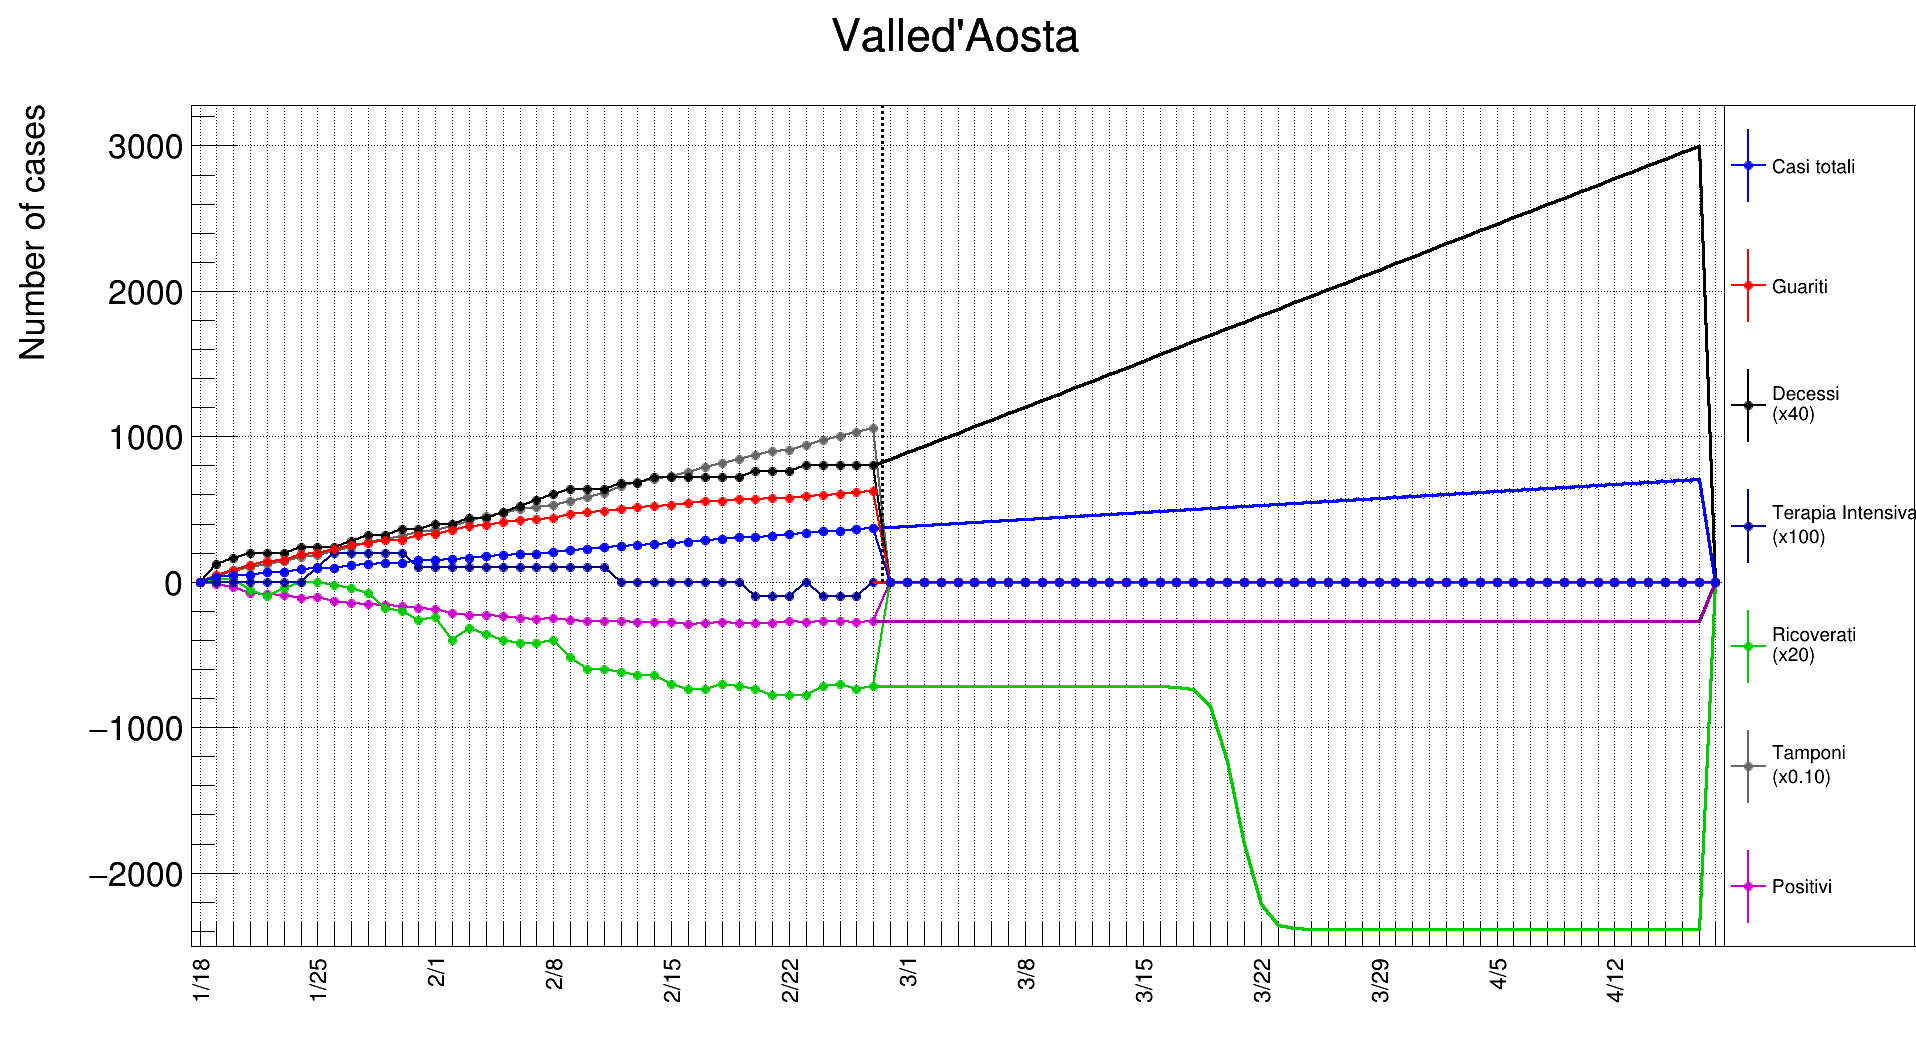 Valled'Aosta
Number of cases
3000
2000
1000
0
−1000
−2000
1/18
1/25
2/1
2/8
2/15
2/22
3/1
3/8
3/15
3/22
3/29
4/5
4/12
Casi totali
Guariti
Decessi
(x40)
Terapia Intensiva
(x100)
Ricoverati
(x20)
Tamponi
(x0.10)
Positivi